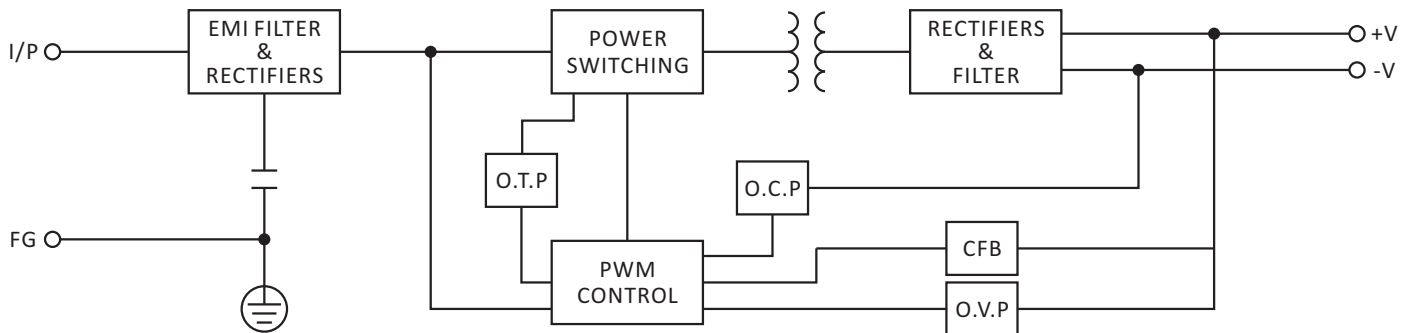 I/P
EMI FILTER
&
RECTIFIERS
POWER
SWITCHING
RECTIFIERS
&
FILTER
+V
-V
O.T.P
O.C.P
FG
PWM
CONTROL
CFB
O.V.P